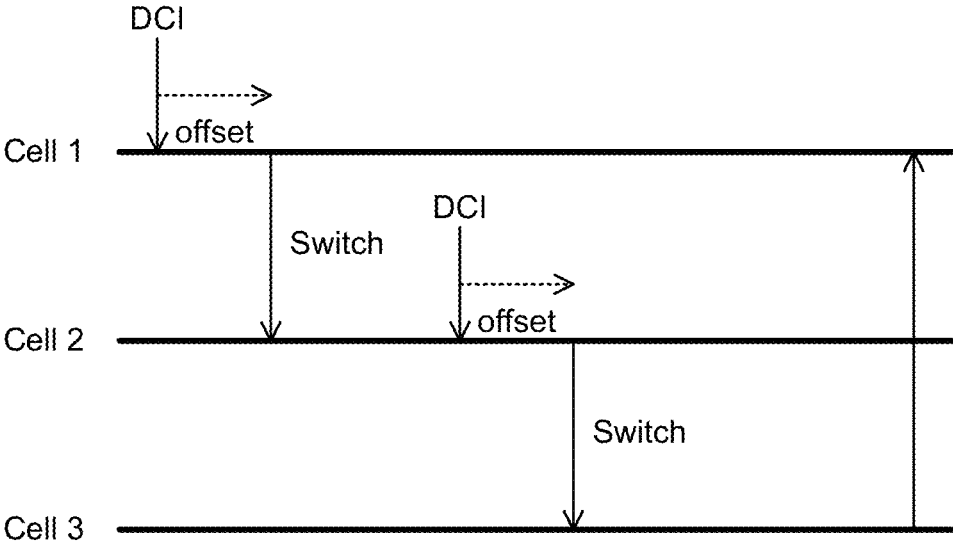 DCI
offset
Cell 1
DCI
Switch
offset
Cell 2
Switch
Cell 3